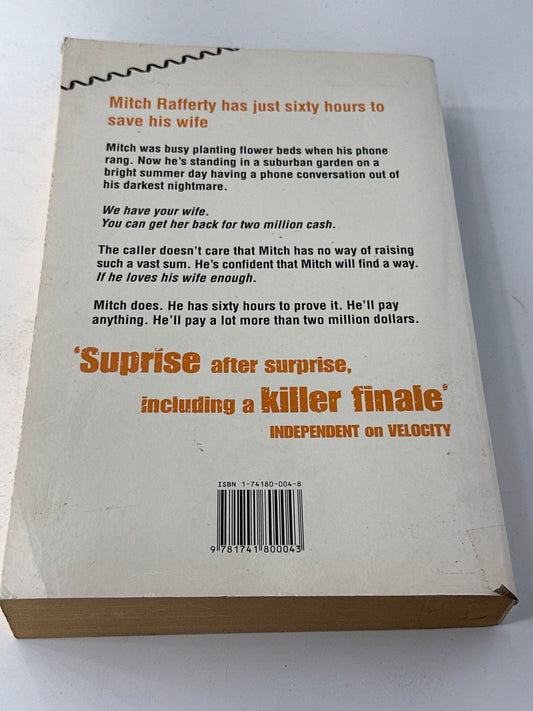 Mitch Rafferty has just sixty hours to
save his wife
Mitch was busy planting flower beds when his phone
rang. Now he's standing in a suburban garden on a
bright summer day having a phone conversation out of
his darkest nightmare.
We have your wife.
You can get her back for two million cash.
The caller doesn't care that Mitch has no way of raising
such a vast sum. He's confident that Mitch will find a way.
If he loves his wife enough.
Mitch does. He has sixty hours to prove it. He'll pay
anything. He'll pay a lot more than two million dollars.
'Suprise after surprise,
including a killer finale'
INDEPENDENT on VELOCITY
ISBN 1-74180-004-8
9 781741 800043